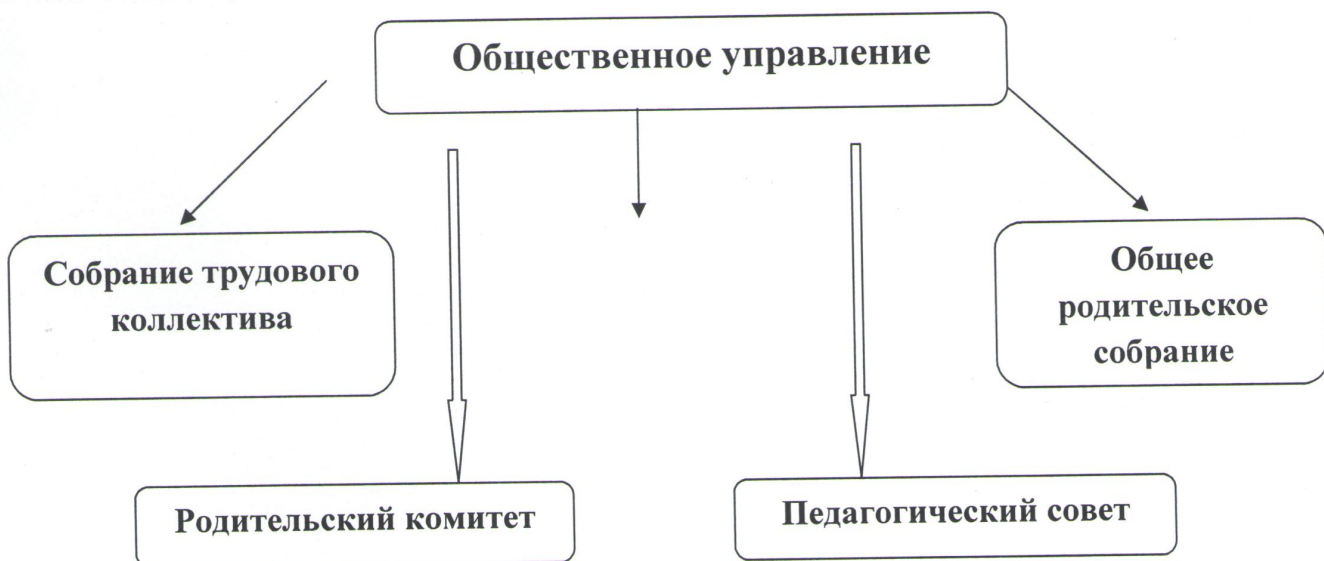 Общественное управление
Собрание трудового
коллектива
Общее
родительское
собрание
Родительский комитет
Педагогический совет